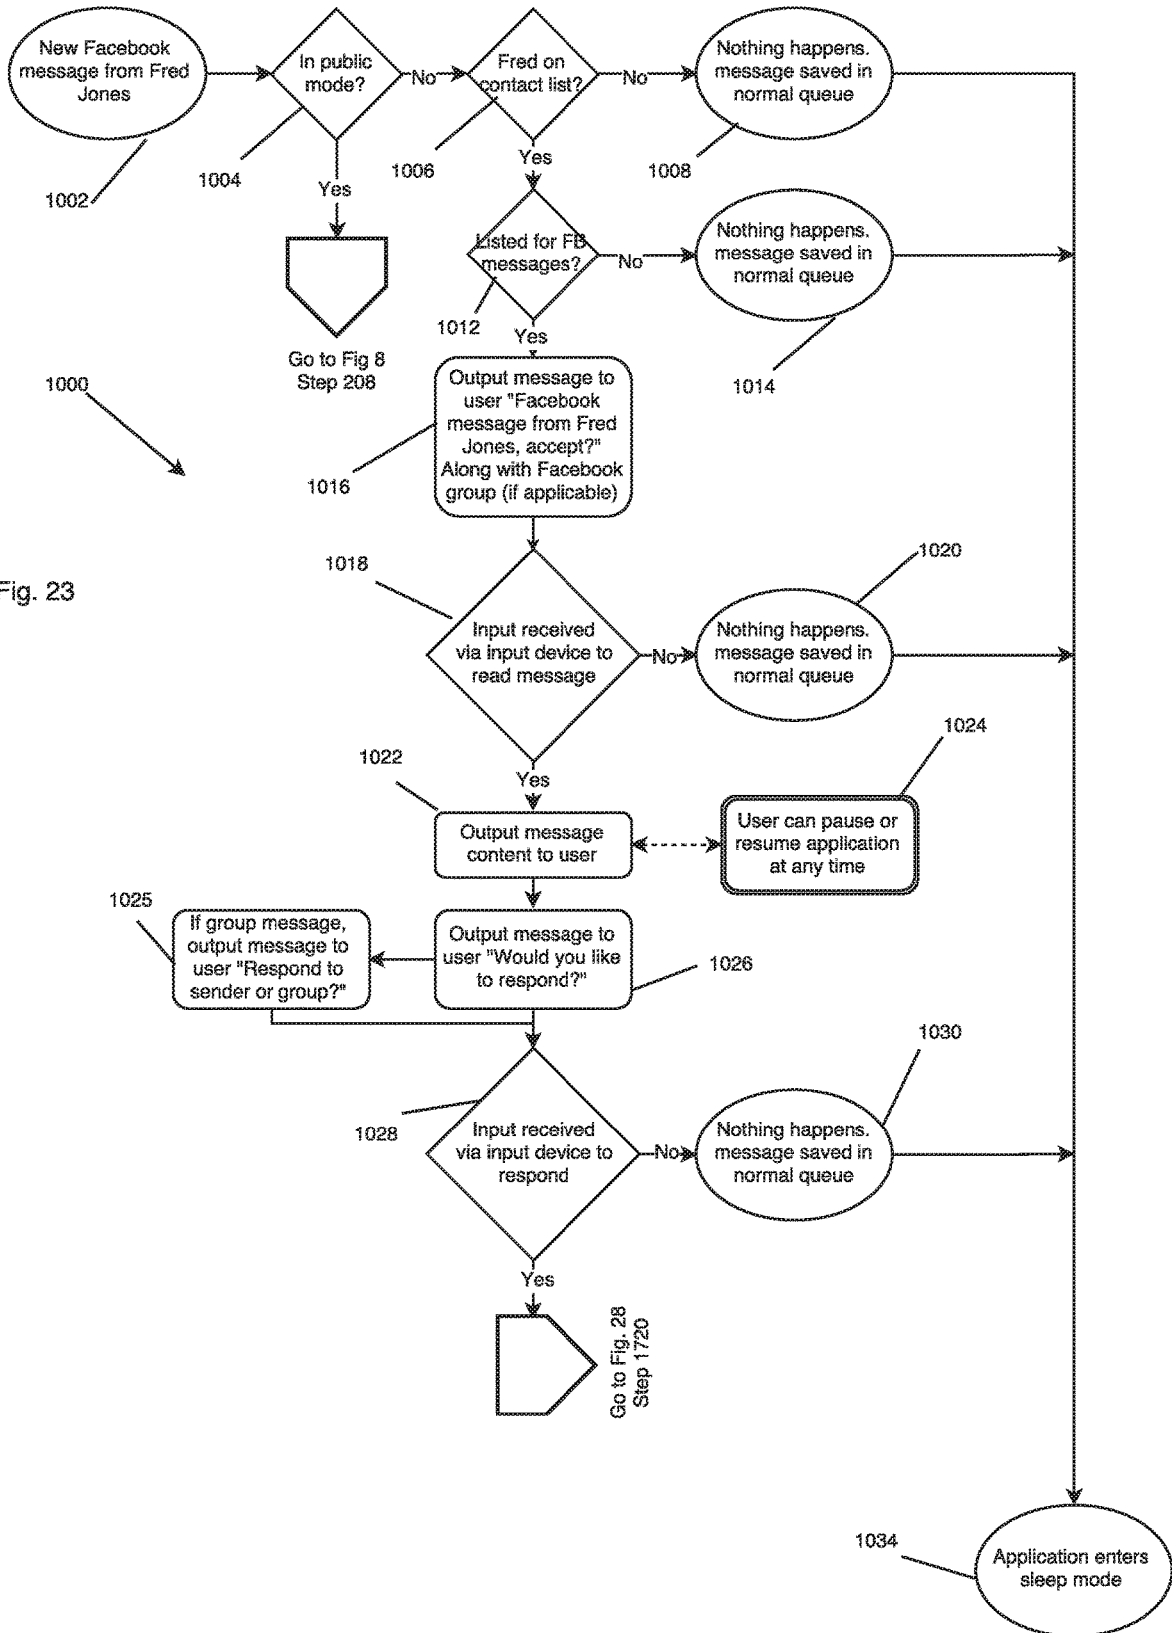 New Facebook
message from Fred
Jones
In public
mode?
No
Fred on
contact list?
No
Nothing happens.
message saved in
normal queue
1002
1004
1006
1008
Yes
Yes
Listed for FB
messages?
No
Nothing happens.
message saved in
normal queue
1012
1014
Go to Fig 8
Step 208
Yes
1000
Output message to
user "Facebook
message from Fred
Jones, accept?"
Along with Facebook
group (if applicable)
1016
Fig. 23
1018
Input received
via input device to
read message
No
Nothing happens.
message saved in
normal queue
1020
Yes
1022
Output message
content to user
1024
User can pause or
resume application
at any time
1025
If group message,
output message to
user "Respond to
sender or group?"
Output message to
user "Would you like
to respond?"
1026
1028
Input received
via input device to
respond
No
Nothing happens.
message saved in
normal queue
1030
Yes
Go to Fig. 28
Step 1720
1034
Application enters
sleep mode